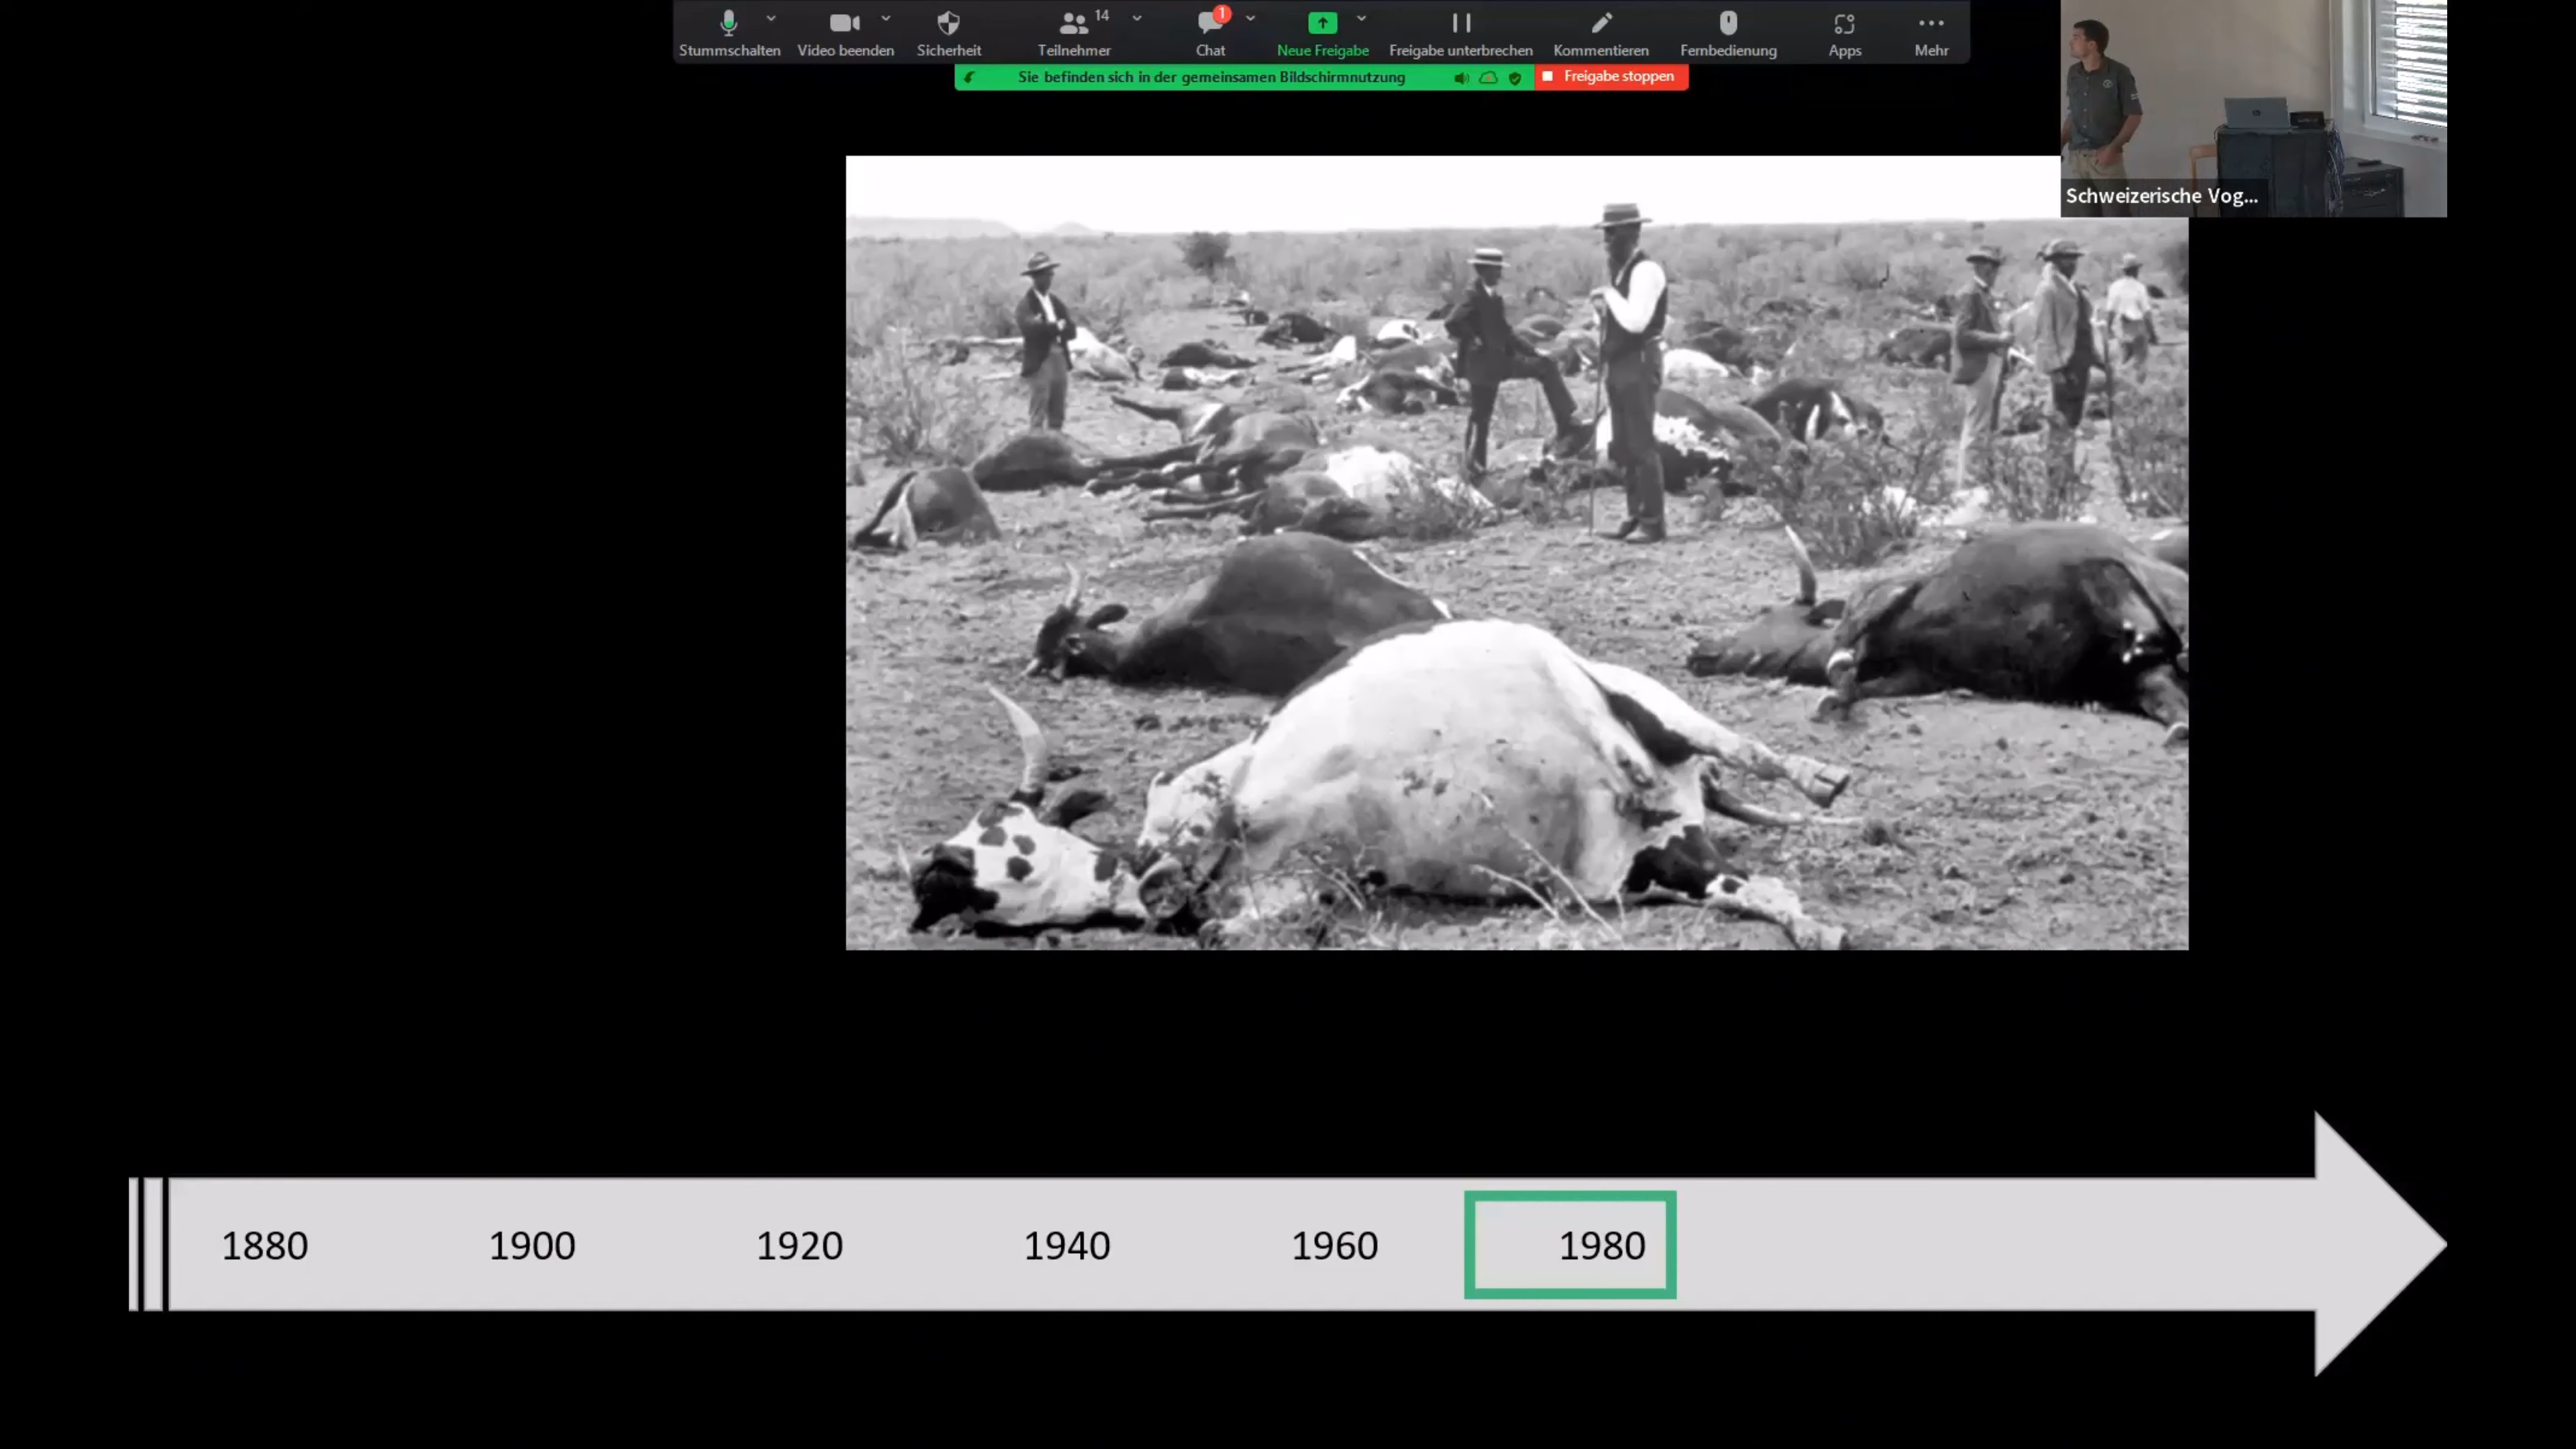 14
1
Stummschalten Video beenden Sicherheit Teilnehmer Chat Neue Freigabe Freigabe unterbrechen Kommentieren Fernbedienung Apps Mehr
Sie befinden sich in der gemeinsamen Bildschirmnutzung Freigabe stoppen
Schweizerische Vog...
1880 1900 1920 1940 1960 1980